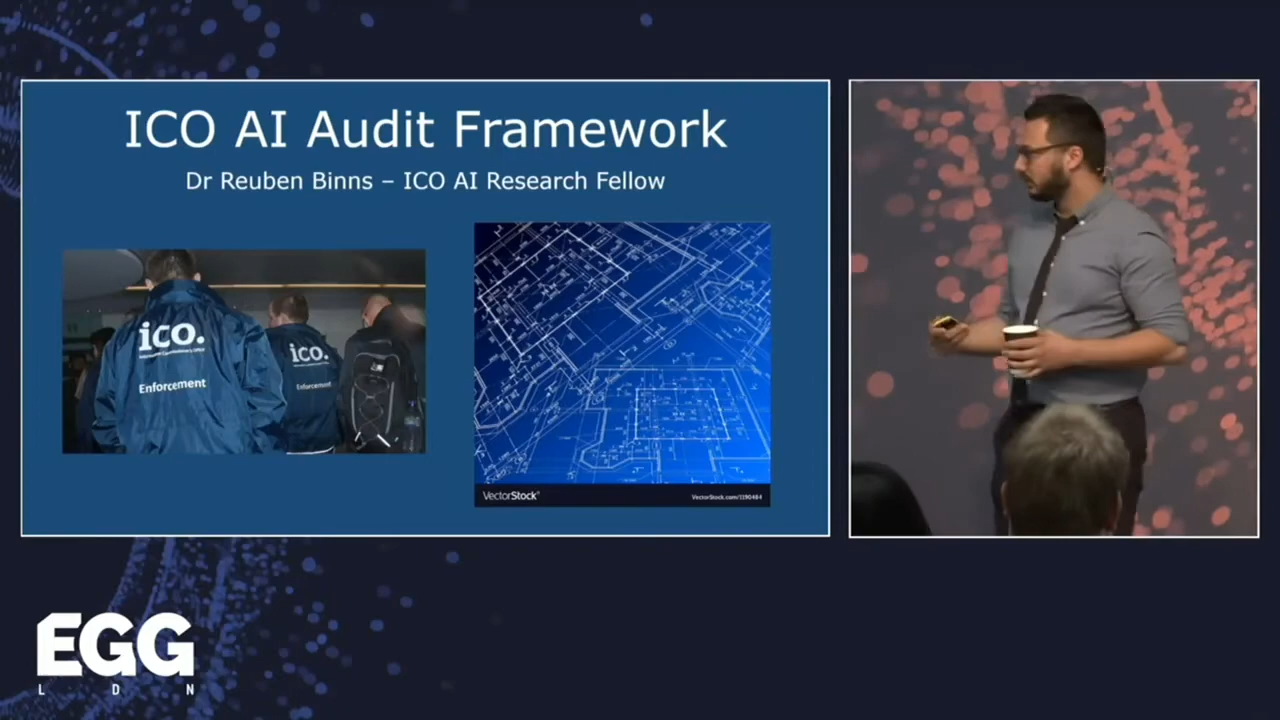 ICO AI Audit Framework
Dr Reuben Binns – ICO AI Research Fellow
ico.
Enforcement
ico.
Enforcement
VectorStock®
VectorStock.com/1190484
EGG
L D N